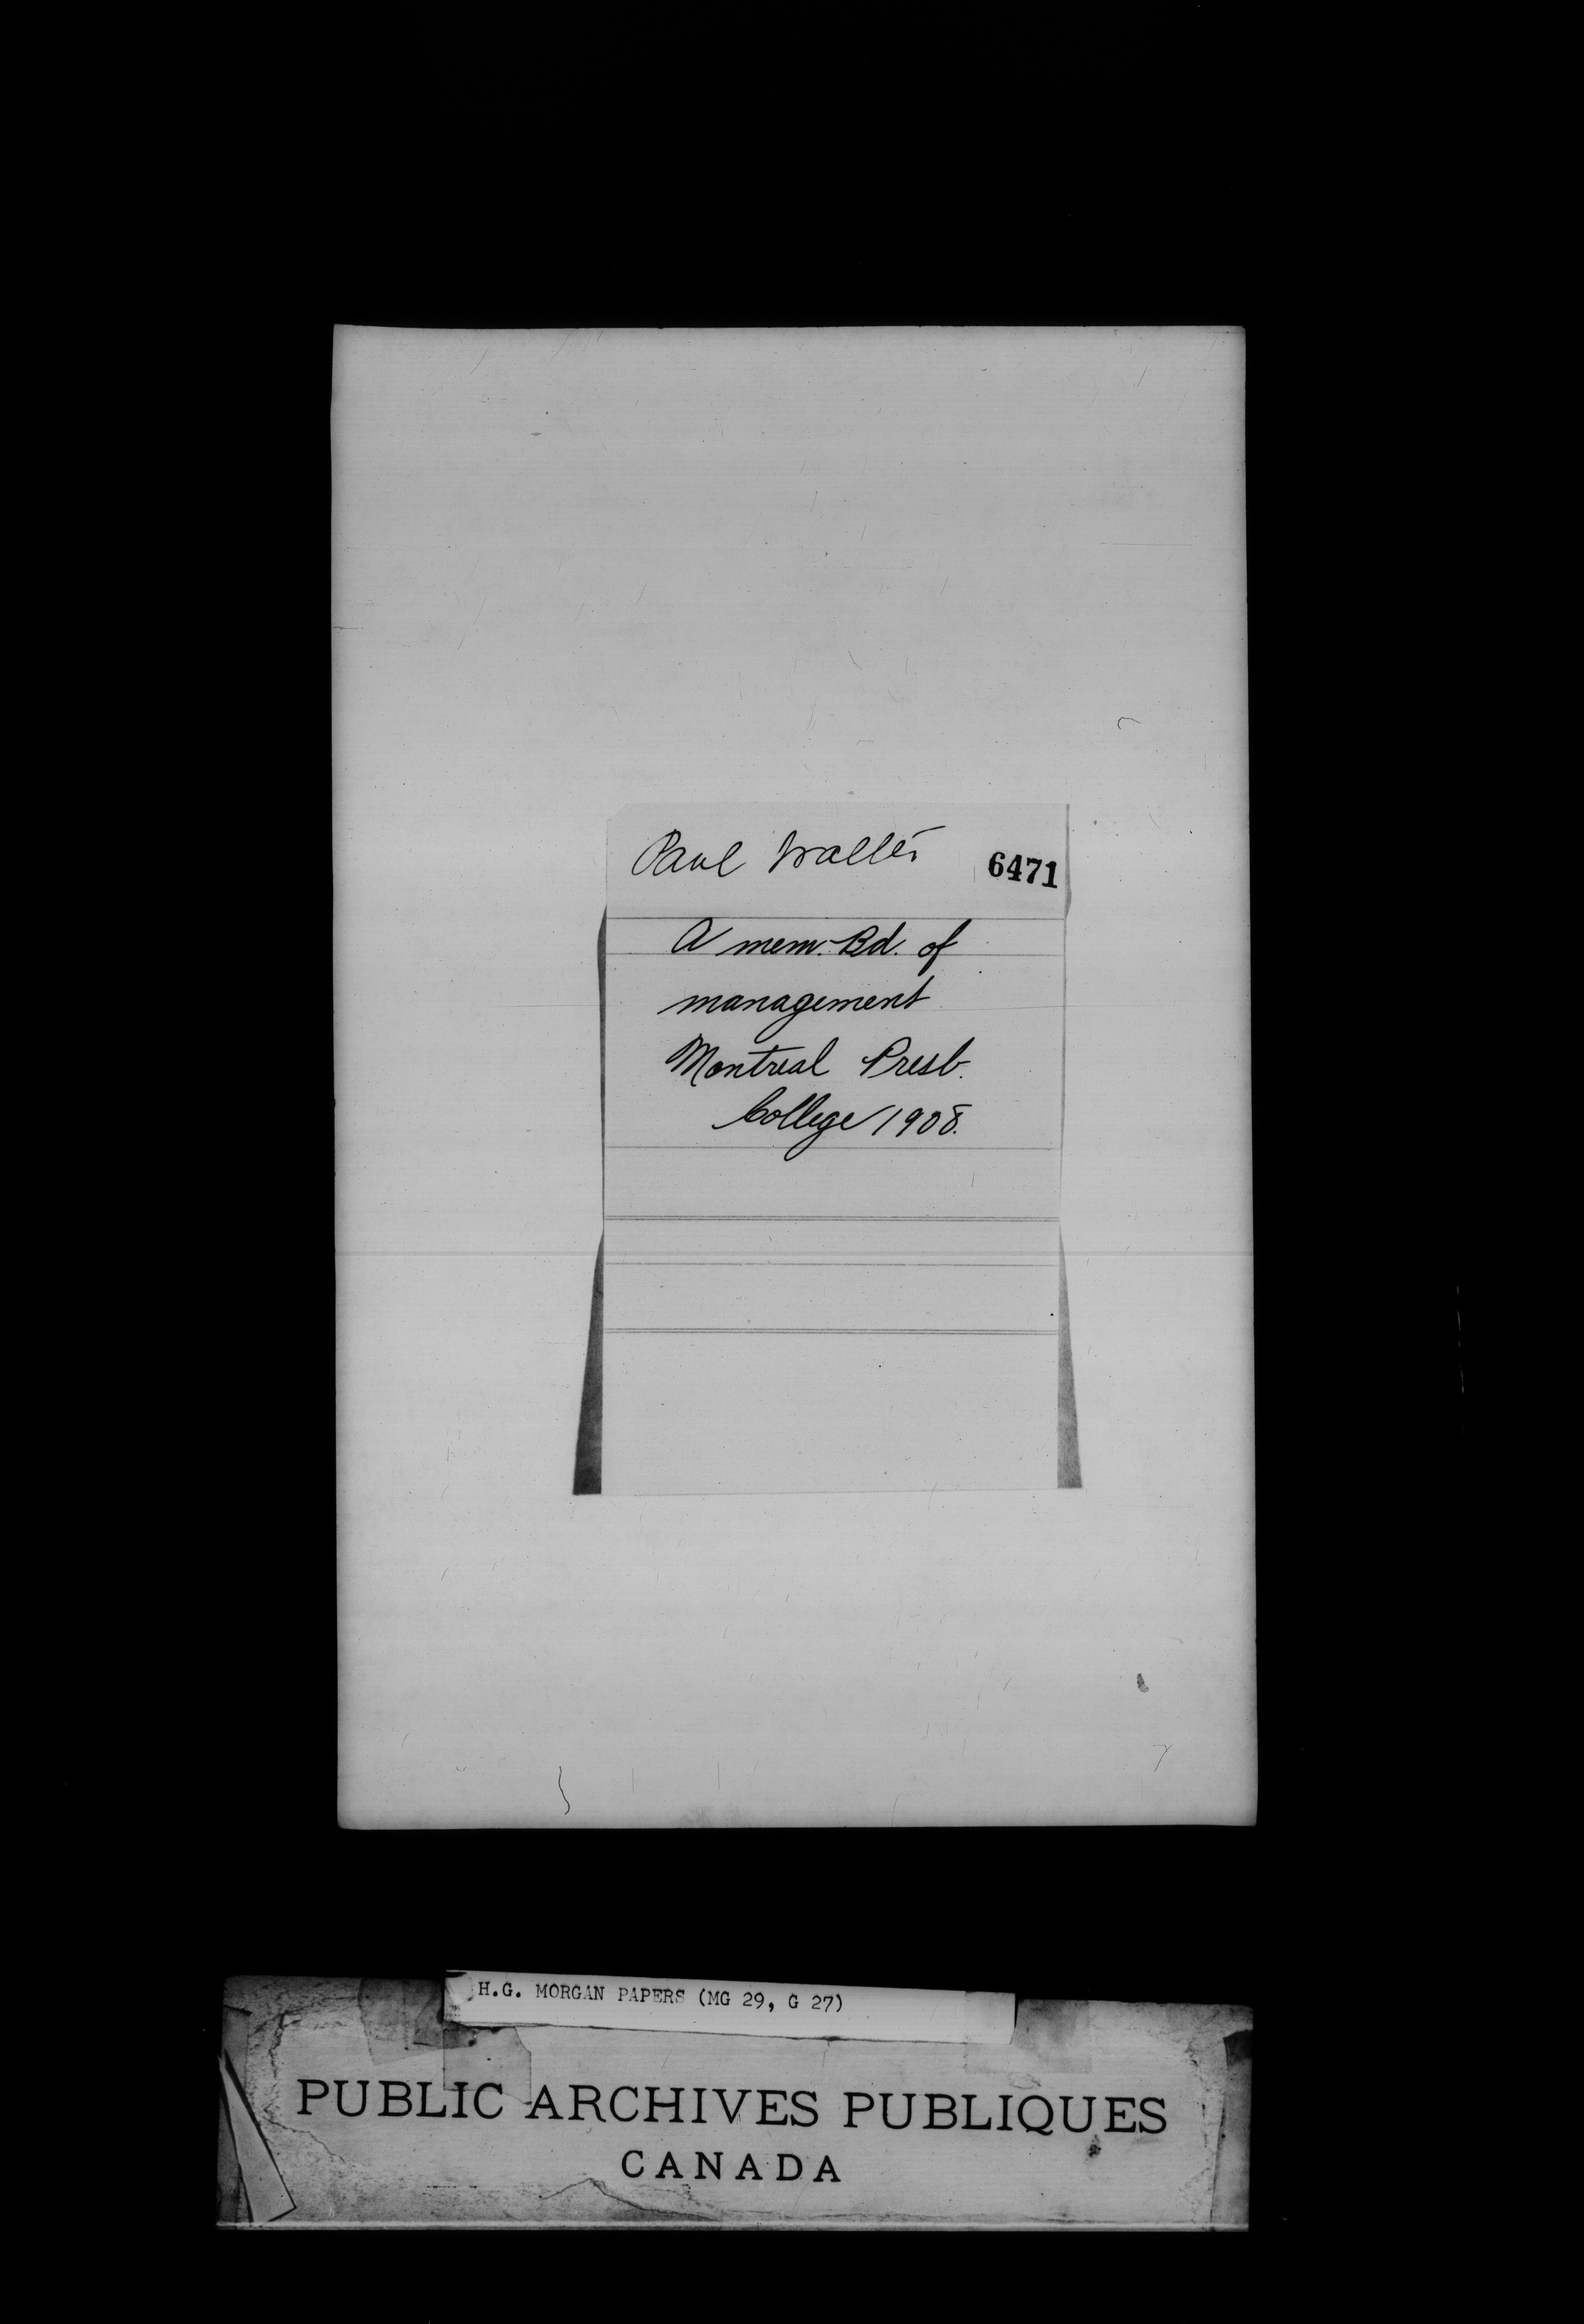 Paul Walter
6471
A mem. Bd. of
management
Montreal Presb.
College 1908.
H.G. MORGAN PAPERS (MG 29, G 27)
PUBLIC ARCHIVES PUBLIQUES
CANADA